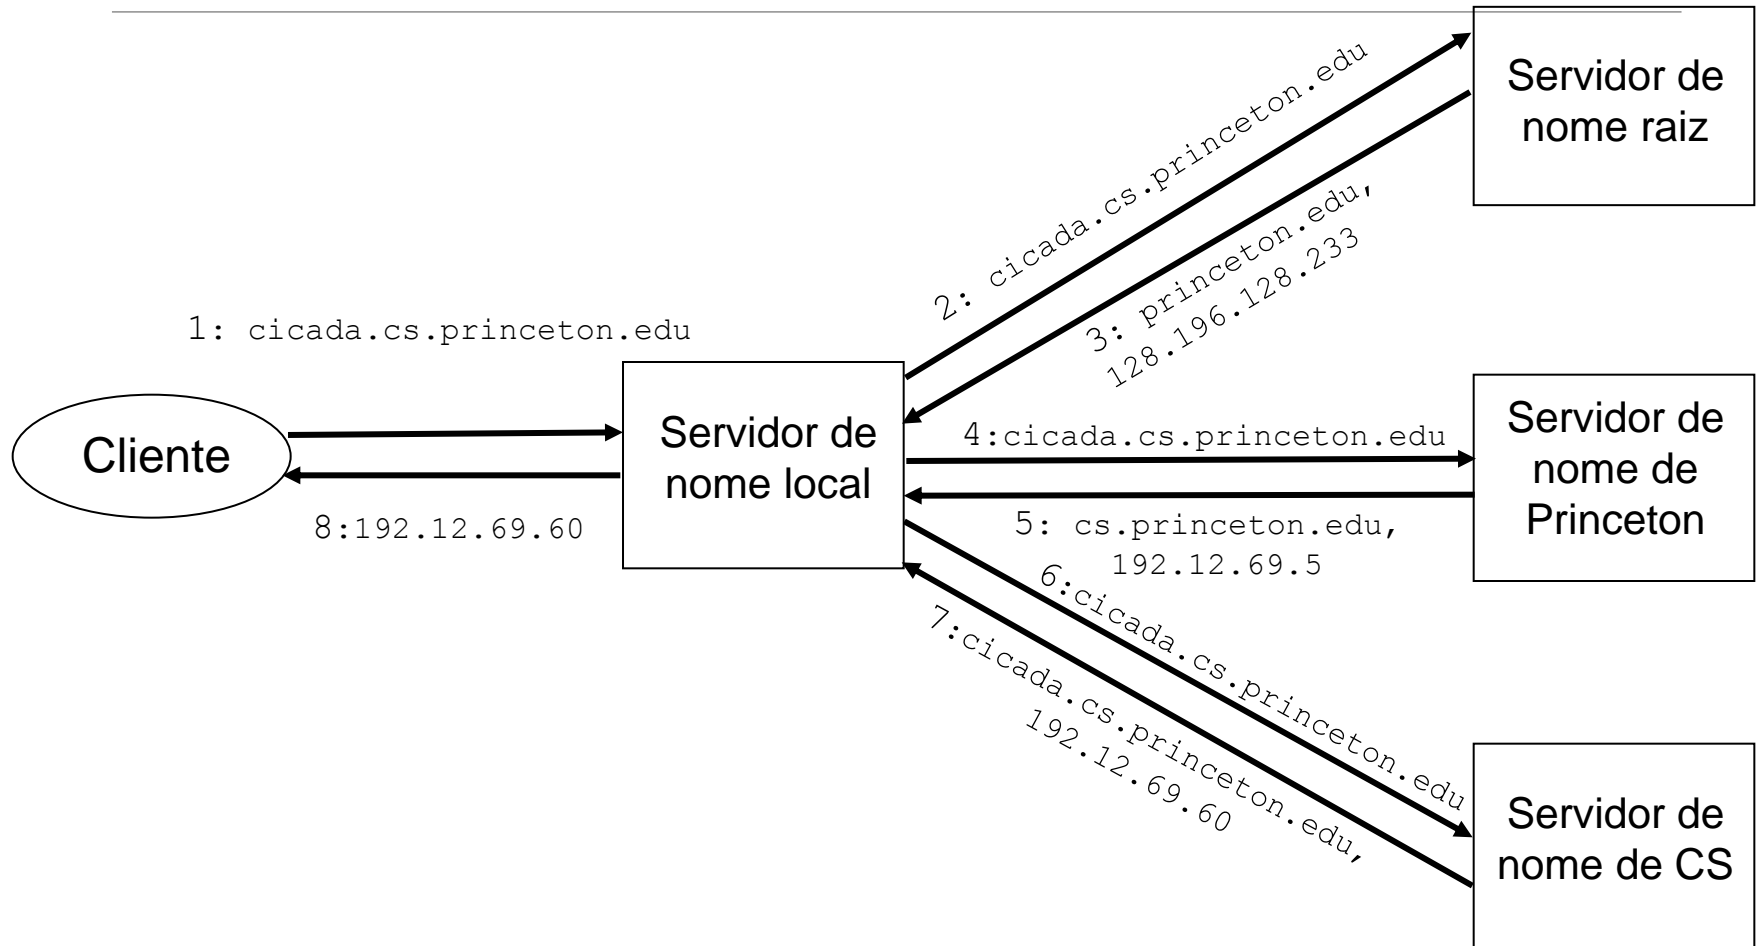 Servidor de
nome raiz
2: cicada.cs.princeton.edu
3: princeton.edu,
128.196.128.233
1: cicada.cs.princeton.edu
Cliente
Servidor de
nome local
8:192.12.69.60
4:cicada.cs.princeton.edu
5: cs.princeton.edu,
192.12.69.5
Servidor de
nome de
Princeton
6:cicada.cs.princeton.edu
7:cicada.cs.princeton.edu,
192.12.69.60
Servidor de
nome de CS